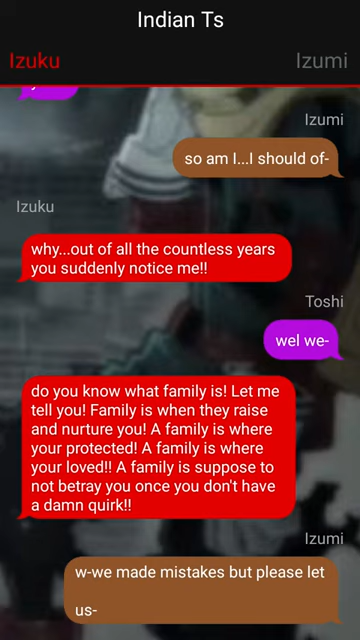 Indian Ts
Izuku
Izumi
Izumi
so am I...I should of-
Izuku
why...out of all the countless years
you suddenly notice me!!
Toshi
wel we-
do you know what family is! Let me
tell you! Family is when they raise
and nurture you! A family is where
your protected! A family is where
your loved!! A family is suppose to
not betray you once you don't have
a damn quirk!!
Izumi
w-we made mistakes but please let
us-